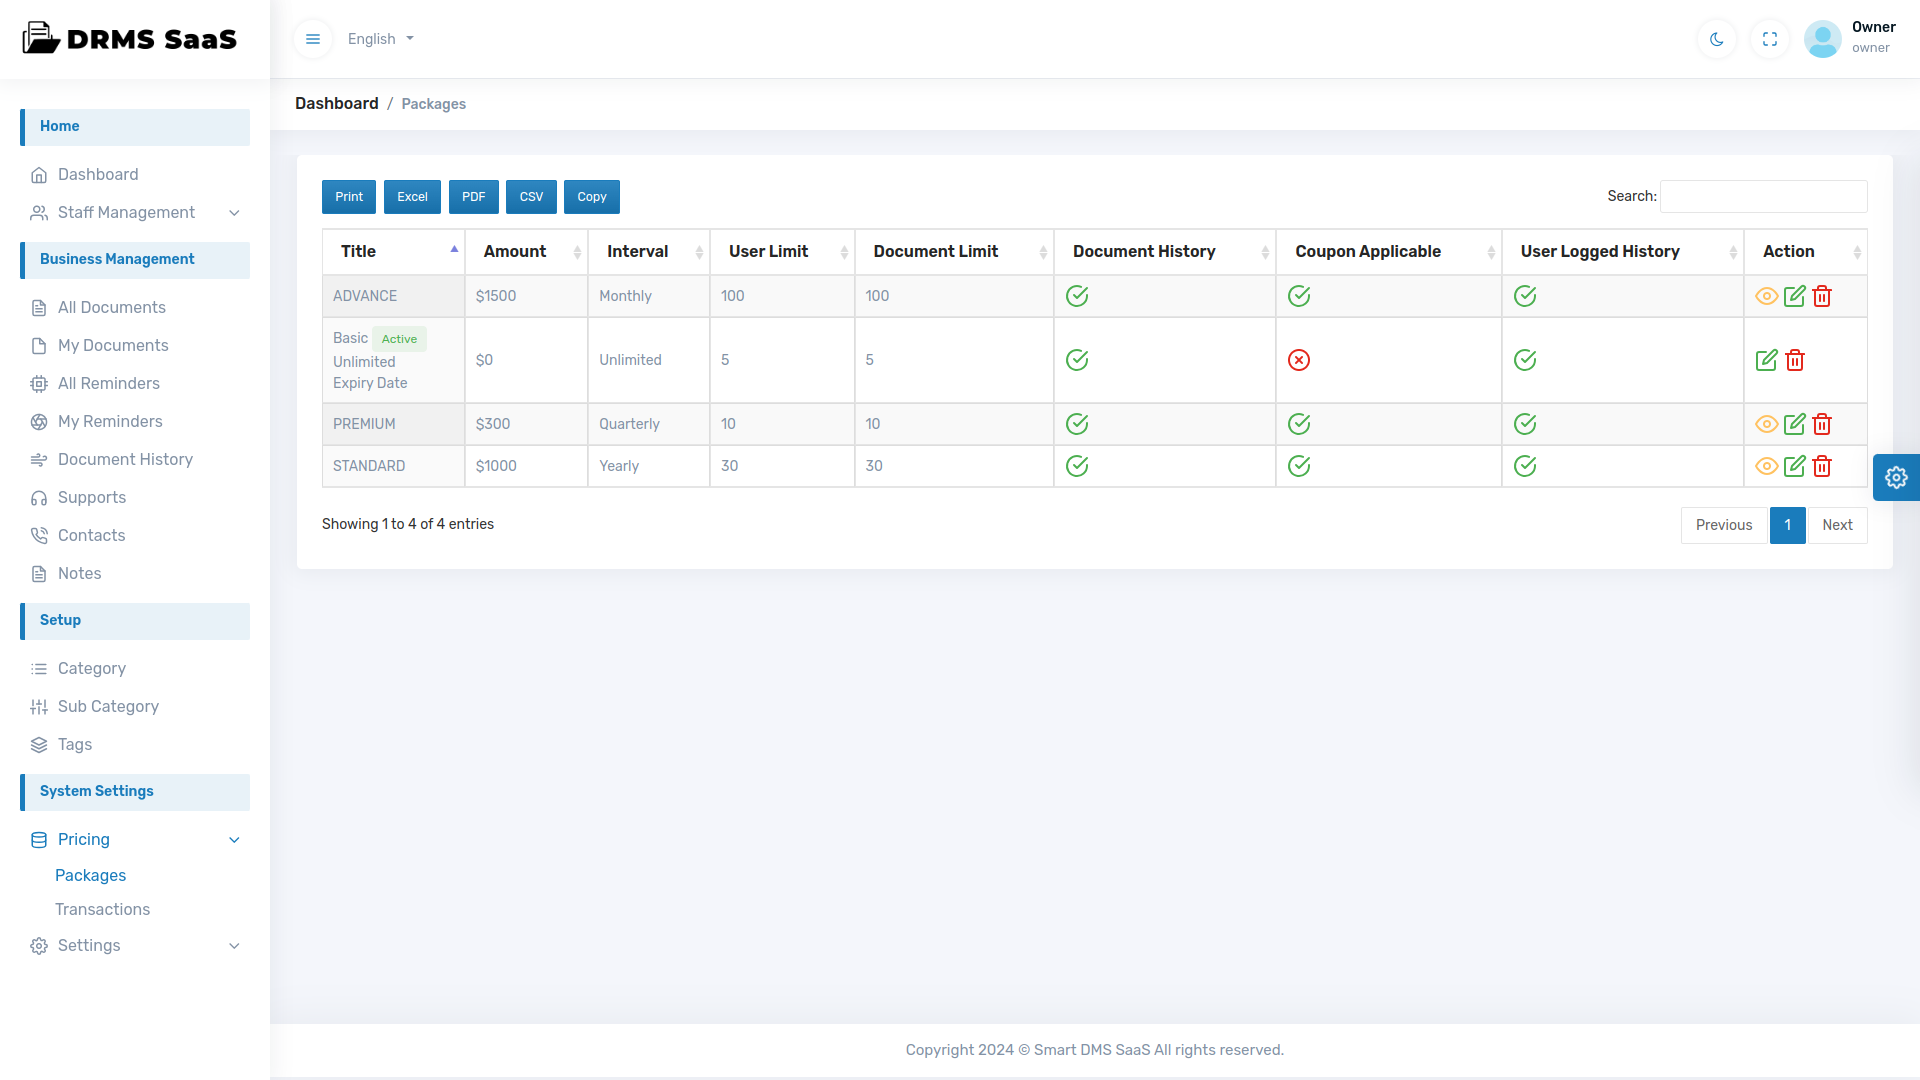 DRMS SaaS
English
Owner
owner
Dashboard / Packages
Home
Dashboard
Staff Management
Business Management
All Documents
My Documents
All Reminders
My Reminders
Document History
Supports
Contacts
Notes
Setup
Category
Sub Category
Tags
System Settings
Pricing
Packages
Transactions
Settings
Print Excel PDF CSV Copy
Search:
Title Amount Interval User Limit Document Limit Document History Coupon Applicable User Logged History Action
ADVANCE $1500 Monthly 100 100
Basic Active
Unlimited
Expiry Date
$0 Unlimited 5 5
PREMIUM $300 Quarterly 10 10
STANDARD $1000 Yearly 30 30
Showing 1 to 4 of 4 entries
Previous 1 Next
Copyright 2024 © Smart DMS SaaS All rights reserved.